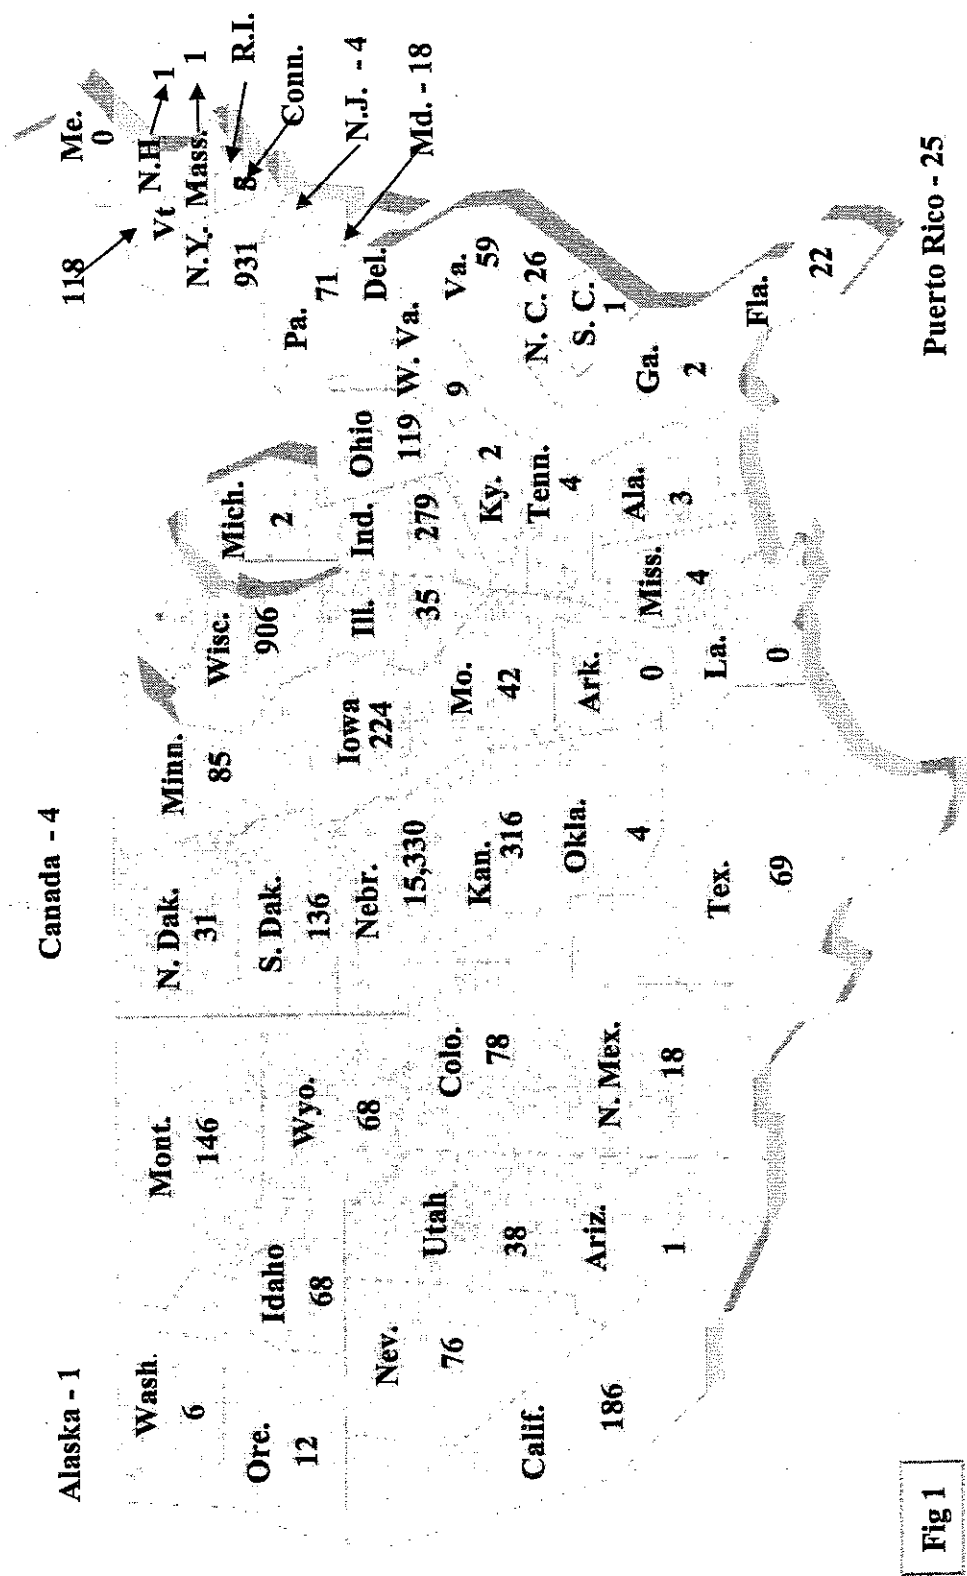 Alaska - 1
Canada - 4
Wash.
6
Ore.
12
Calif.
186
Idaho
68
Nev.
76
Mont.
146
Wyo.
68
Utah
38
Ariz.
1
Colo.
78
N. Mex.
18
N. Dak.
31
S. Dak.
136
Nebr.
15,330
Kan.
316
Okla.
4
Tex.
69
Minn.
85
Iowa
224
Mo.
42
Ark.
0
La.
0
Wisc.
906
Ill.
35
Miss.
4
Mich.
2
Ind.
279
Ky. 2
Tenn.
4
Ala.
3
Ohio
119
W. Va.
9
Ga.
2
Pa.
71
Del.
Va.
59
N. C. 26
S. C.
1
Fla.
22
118
Vt
N.Y.
931
Me.
0
N.H
1
Mass.
1
8
R.I.
Conn.
N.J. - 4
Md. - 18
Puerto Rico - 25
Fig 1